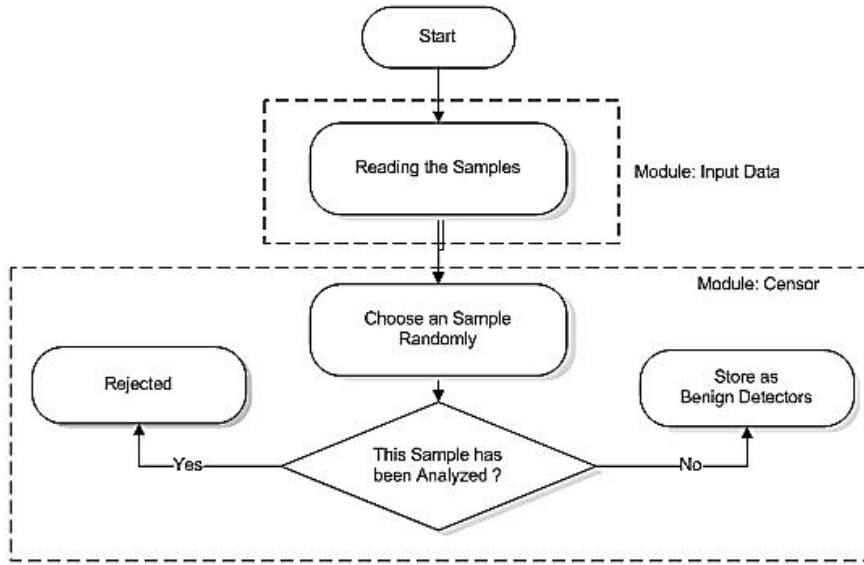 Start
Reading the Samples
Module: Input Data
Module: Censor
Choose an Sample
Randomly
Rejected
Store as
Benign Detectors
This Sample has
been Analyzed ?
Yes
No